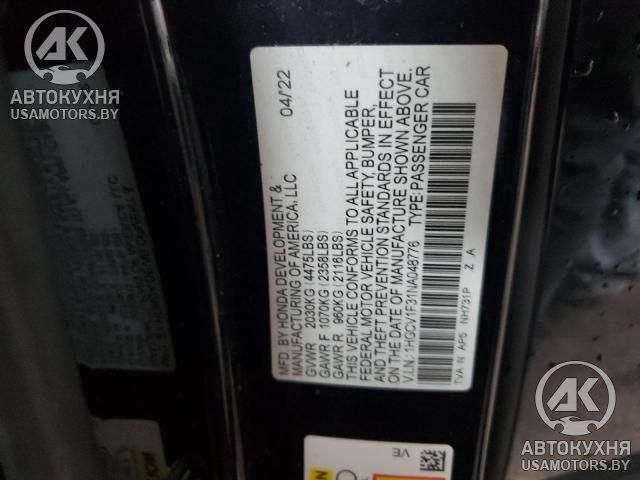 АК
АВТОКУХНЯ
USAMOTORS.BY
MFD. BY HONDA DEVELOPMENT & 04/'22
MANUFACTURING OF AMERICA, LLC
GVWR 2030KG (4475LBS)
GAWR F 1070KG (2358LBS)
GAWR R 960KG (2116LBS)
THIS VEHICLE CONFORMS TO ALL APPLICABLE
FEDERAL MOTOR VEHICLE SAFETY, BUMPER,
AND THEFT PREVENTION STANDARDS IN EFFECT
ON THE DATE OF MANUFACTURE SHOWN ABOVE.
V.I.N.:1HGCV1F31NA048776 TYPE:PASSENGER CAR
TVA N AP5 NH731P Z A
VE
АК
АВТОКУХНЯ
USAMOTORS.BY